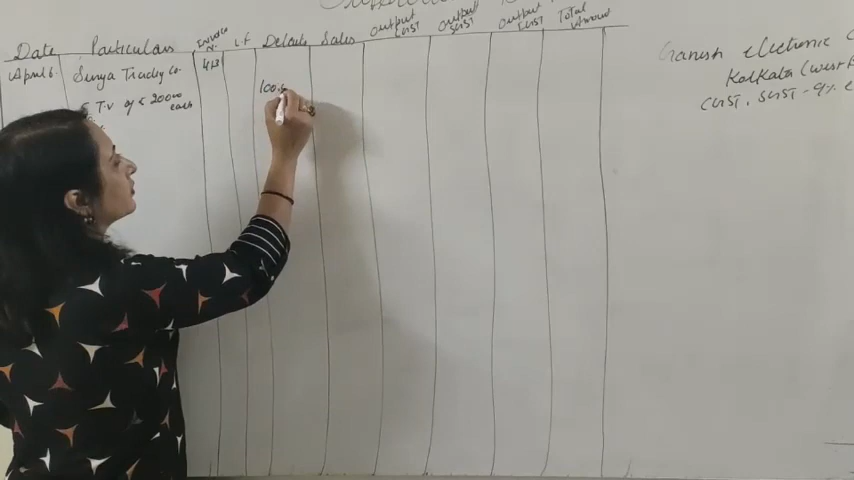 Date Particulars Invoice N. L.F Details Sales Output CGST Output SGST Output IGST Total Amount
April 6. Surya Trading Co. 413
5 T.V of ₹ 20000 each 100.
Ganesh electronic
Kolkata (West
CGST, SGST - 9%